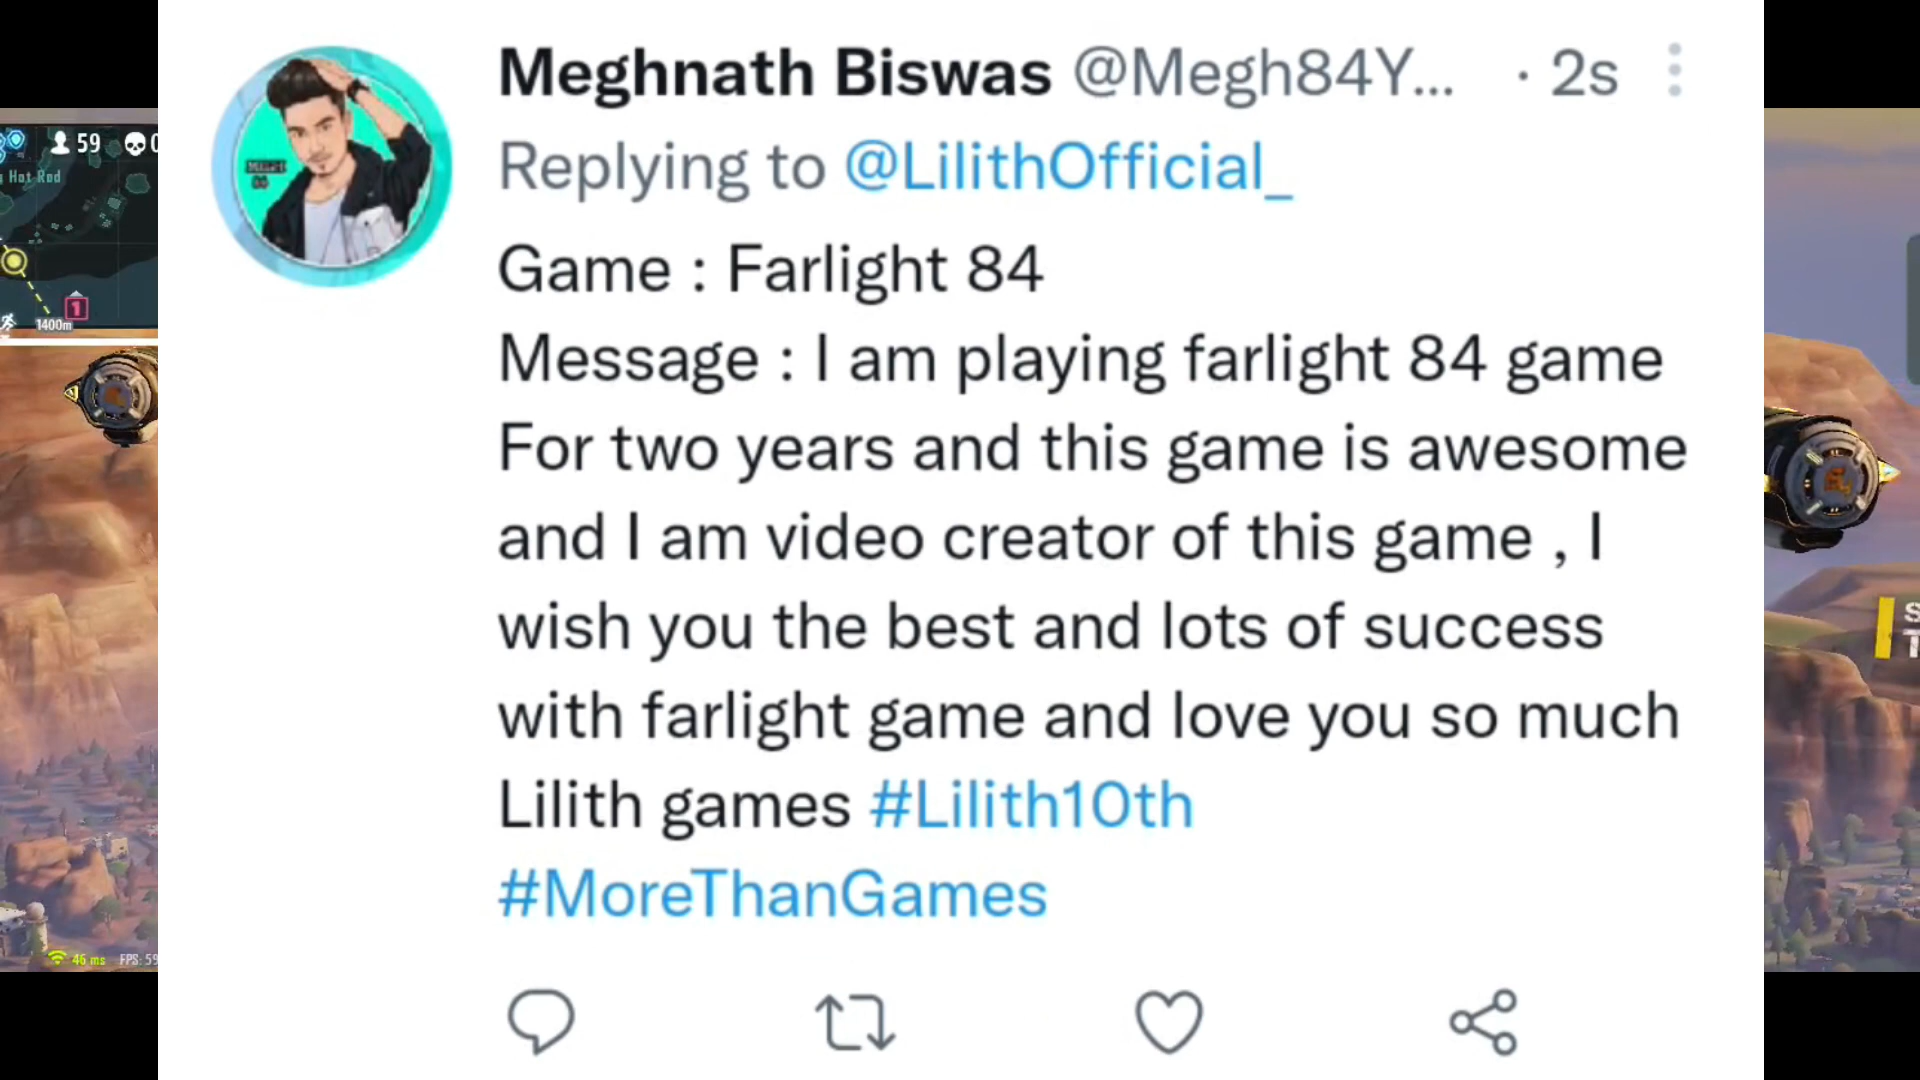 Meghnath Biswas @Megh84Y... · 2s
Replying to @LilithOfficial_
Game : Farlight 84
Message : I am playing farlight 84 game
For two years and this game is awesome
and I am video creator of this game , I
wish you the best and lots of success
with farlight game and love you so much
Lilith games #Lilith10th
#MoreThanGames
59
0
Hot Rod
1
1400m
46 ms FPS: 59